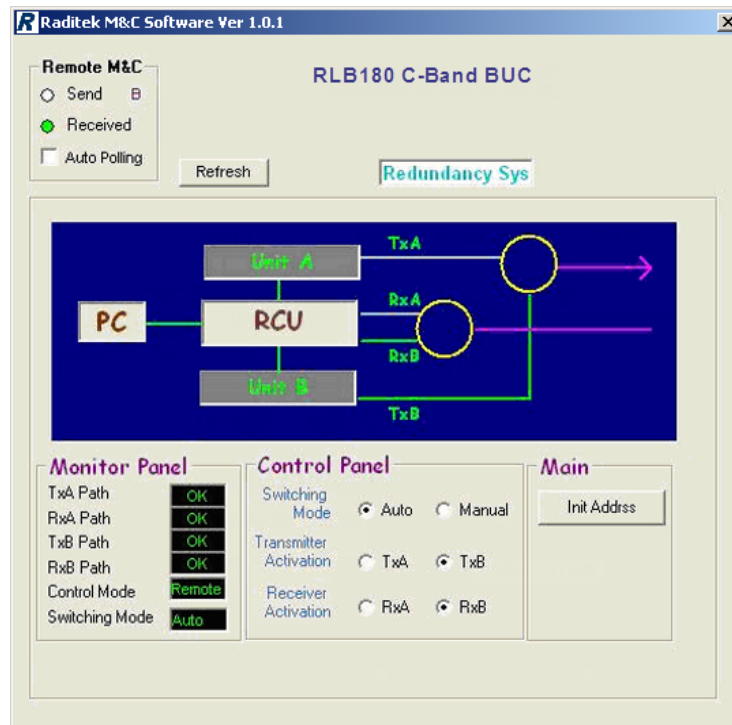 R Raditek M&C Software Ver 1.0.1
RLB180 C-Band BUC
Remote M&C
Send B
Received
Auto Polling
Refresh
Redundancy Sys
TxA
Unit A
RxA
PC
RCU
RxB
Unit B
TxB
Monitor Panel
TxA Path OK
RxA Path OK
TxB Path OK
RxB Path OK
Control Mode Remote
Switching Mode Auto
Control Panel
Switching
Mode
Auto
Manual
Transmitter
Activation
TxA
TxB
Receiver
Activation
RxA
RxB
Main
Init Addrss